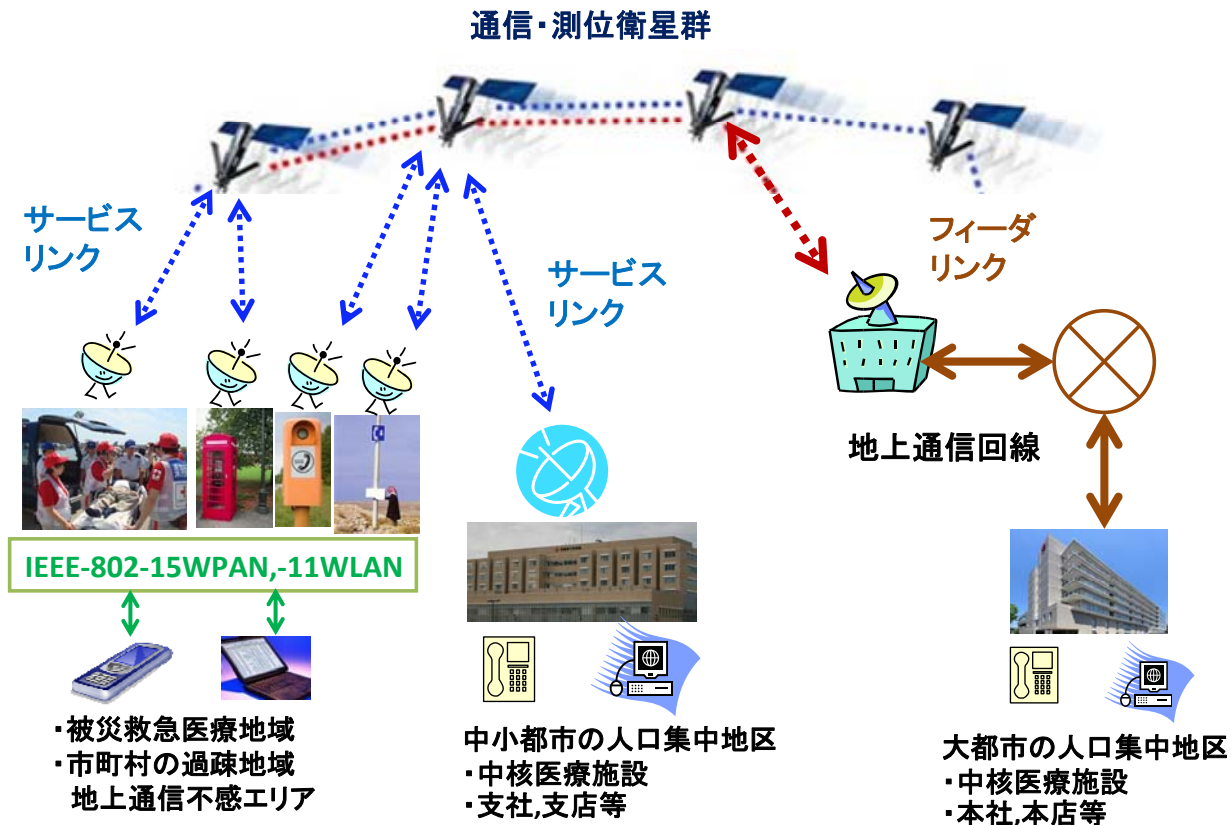 通信・測位衛星群
サービス
リンク
サービス
リンク
フィーダ
リンク
地上通信回線
IEEE-802-15WPAN,-11WLAN
・被災救急医療地域
・市町村の過疎地域
地上通信不感エリア
中小都市の人口集中地区
・中核医療施設
・支社,支店等
大都市の人口集中地区
・中核医療施設
・本社,本店等